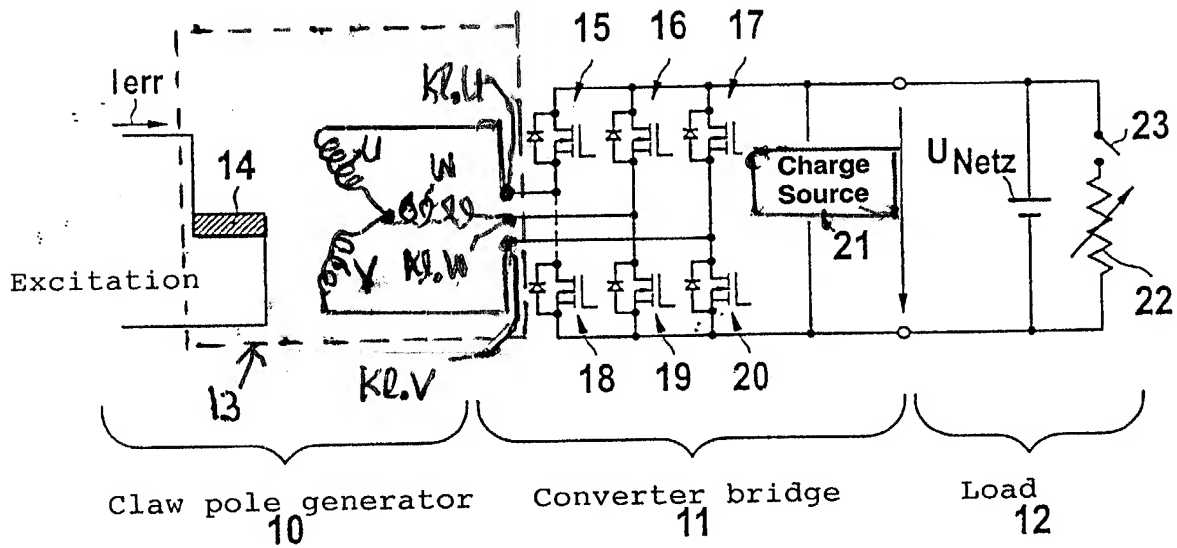 15 16 17
Ierr
Kl.U
23
U
W
U Netz
14
Charge
Source
21
Excitation
V
Kl.W
22
18 19 20
Kl.V
13
Claw pole generator
10
Converter bridge
11
Load
12